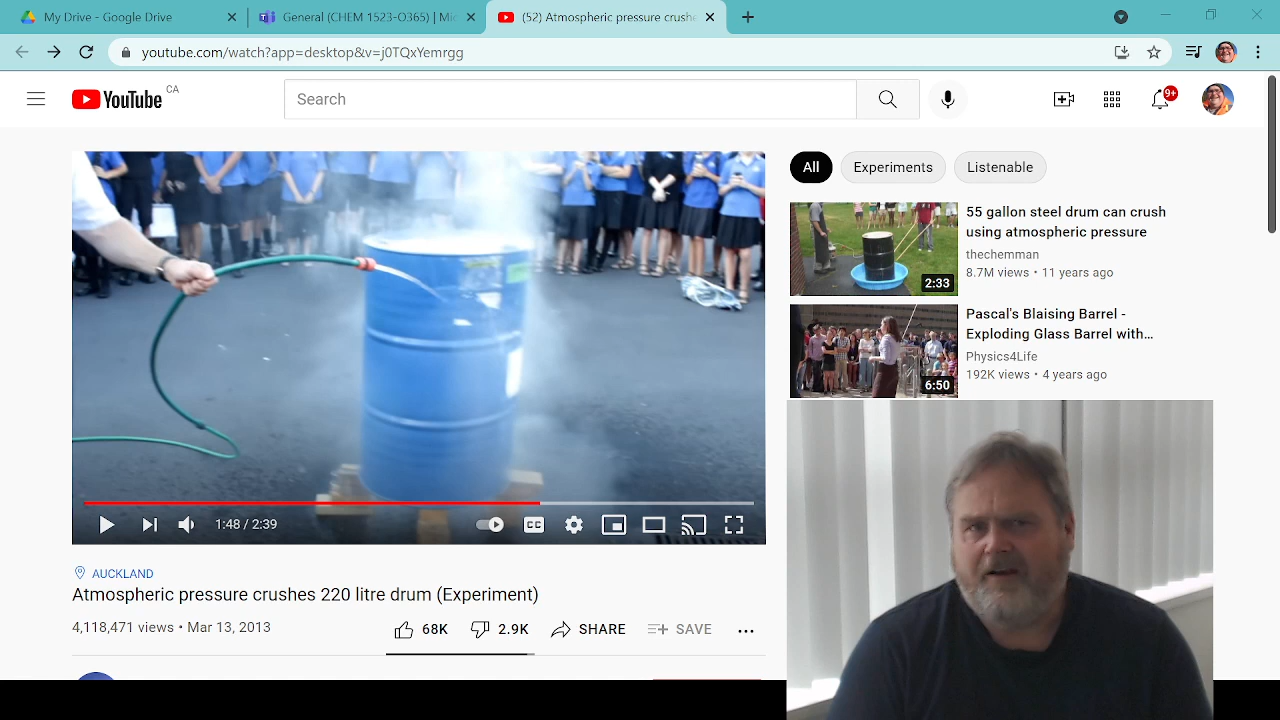 My Drive - Google Drive
General (CHEM 1523-O365) | Mic
(52) Atmospheric pressure crushe
youtube.com/watch?app=desktop&v=j0TQxYemrgg
YouTube CA
Search
9+
All
Experiments
Listenable
55 gallon steel drum can crush
using atmospheric pressure
thechemman
8.7M views • 11 years ago
2:33
Pascal's Blaising Barrel -
Exploding Glass Barrel with…
Physics4Life
192K views • 4 years ago
6:50
1:48 / 2:39
CC
AUCKLAND
Atmospheric pressure crushes 220 litre drum (Experiment)
4,118,471 views • Mar 13, 2013
68K
2.9K
SHARE
SAVE